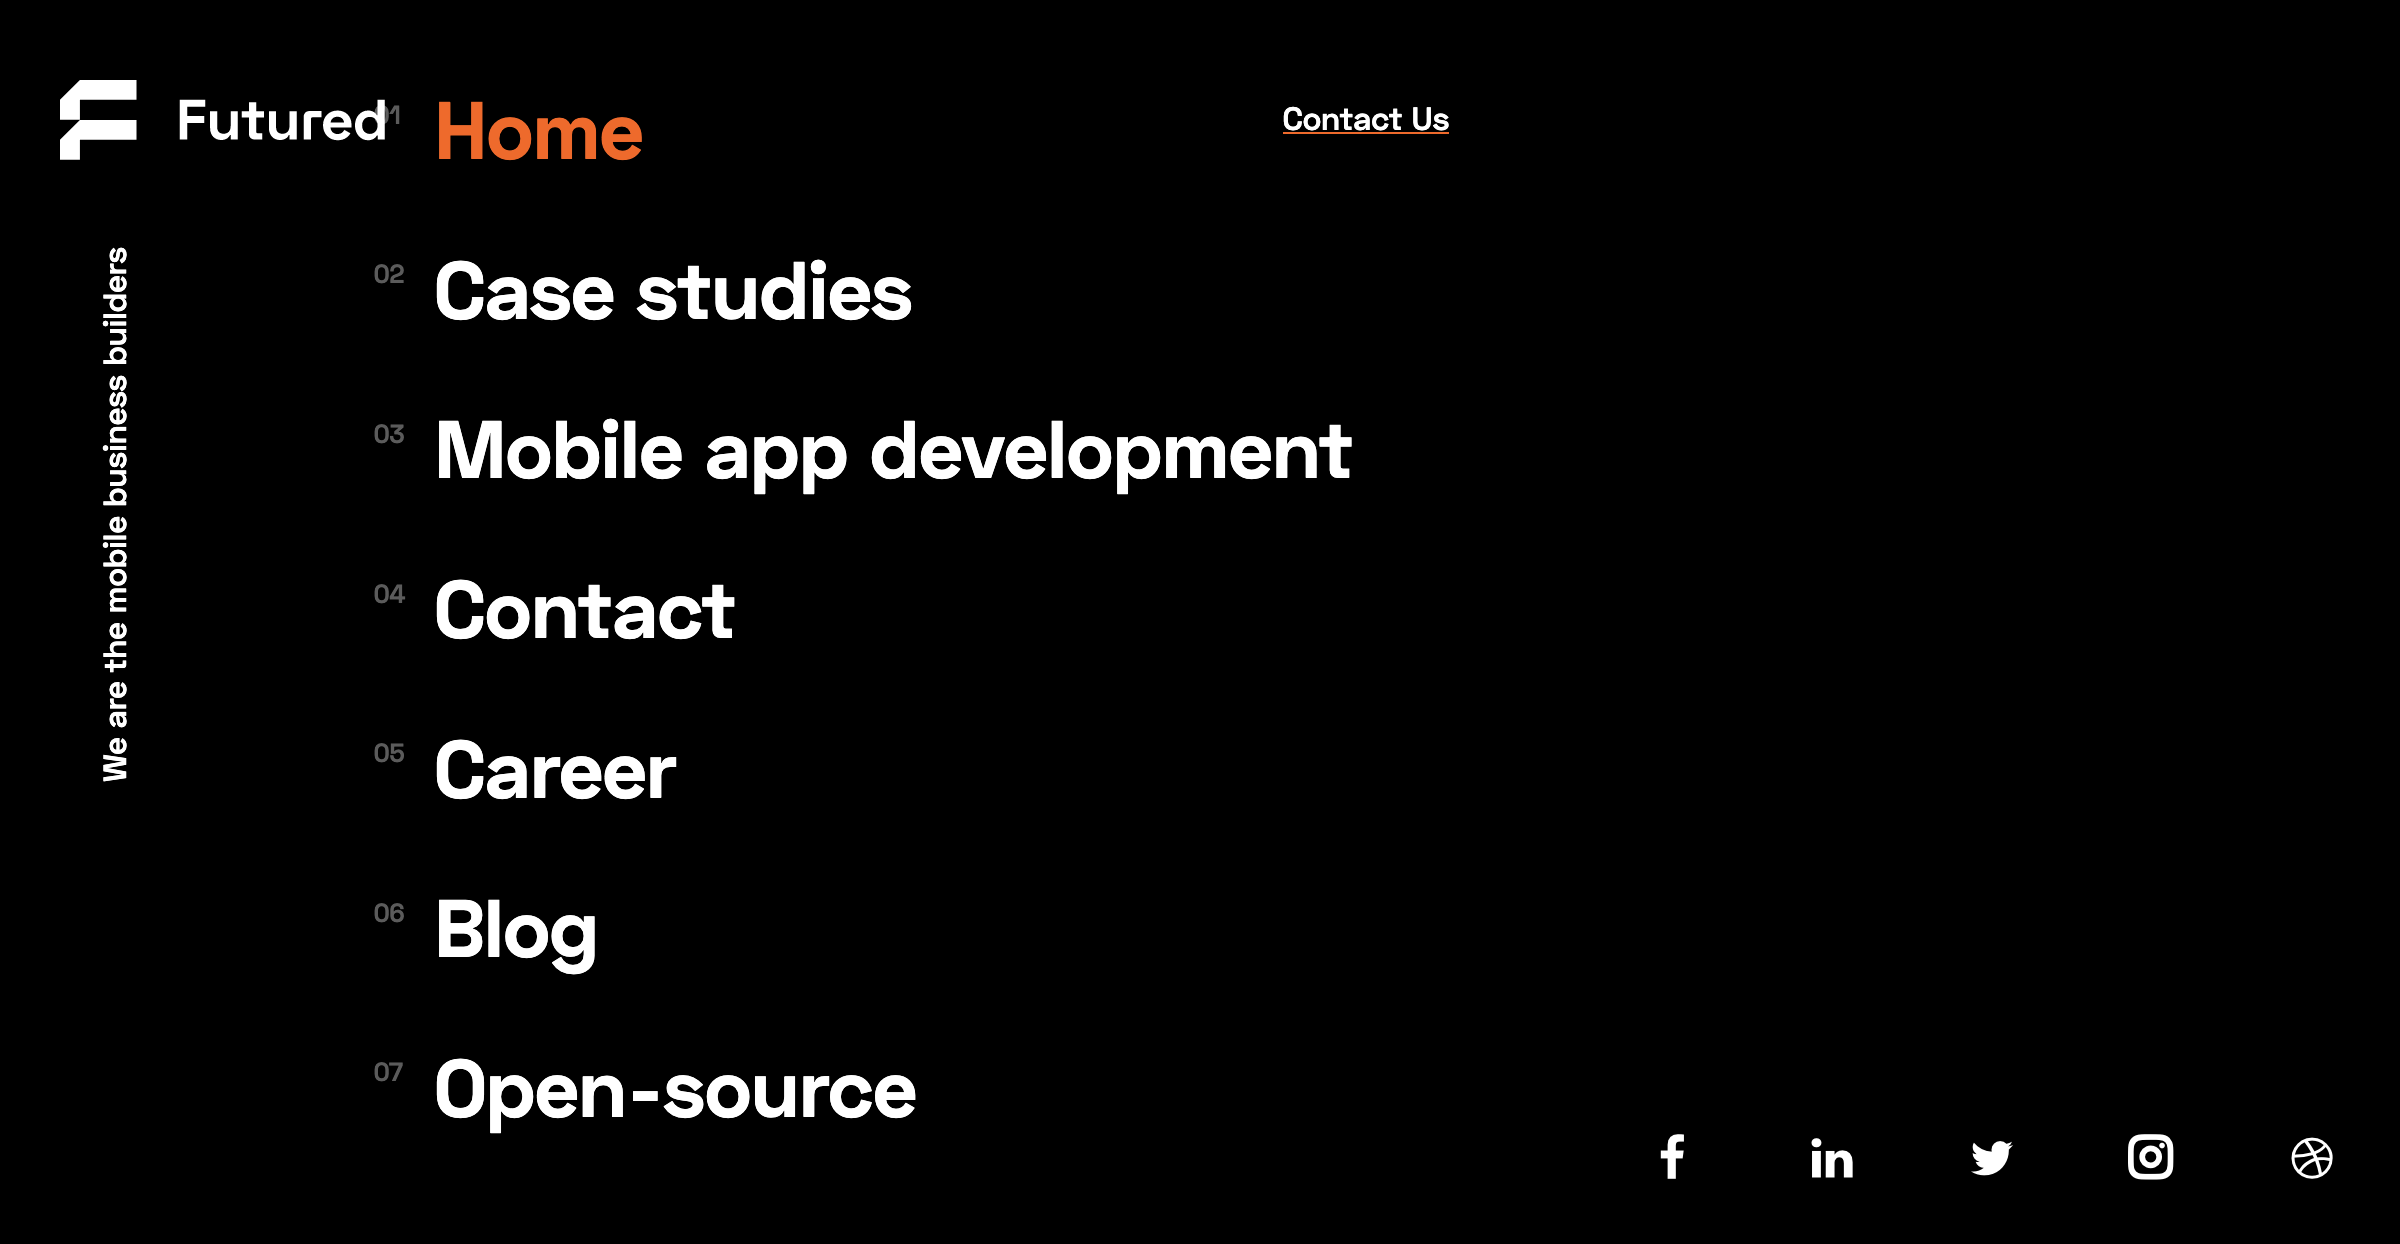 Futured
01 Home
Contact Us
We are the mobile business builders
02 Case studies
03 Mobile app development
04 Contact
05 Career
06 Blog
07 Open-source